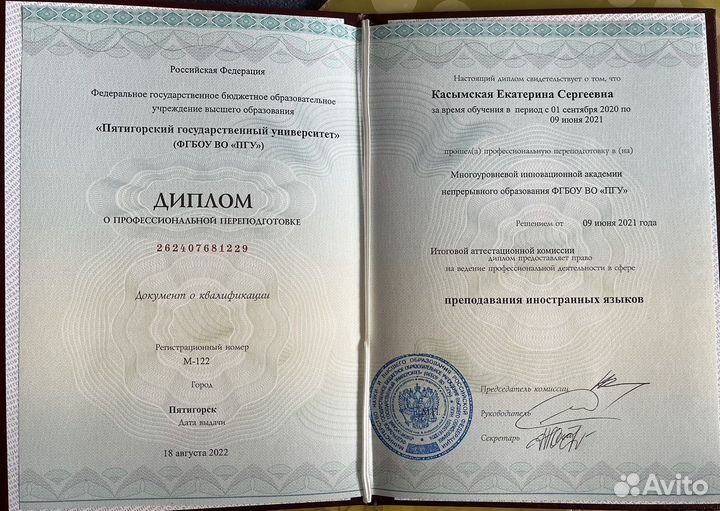 Российская Федерация
Федеральное государственное бюджетное образовательное
учреждение высшего образования
«Пятигорский государственный университет»
(ФГБОУ ВО «ПГУ»)
ДИПЛОМ
О ПРОФЕССИОНАЛЬНОЙ ПЕРЕПОДГОТОВКЕ
262407681229
Документ о квалификации
Регистрационный номер
М-122
Город
Пятигорск
Дата выдачи
18 августа 2022
Настоящий диплом свидетельствует о том, что
Касымская Екатерина Сергеевна
за время обучения в период с 01 сентября 2020 по
09 июня 2021
прошел(а) профессиональную переподготовку в (на)
Многоуровневой инновационной академии
непрерывного образования ФГБОУ ВО «ПГУ»
Решением от 09 июня 2021 года
Итоговой аттестационной комиссии
диплом предоставляет право
на ведение профессиональной деятельности в сфере
преподавания иностранных языков
Председатель комиссии
Руководитель
Секретарь
М.П.
Avito